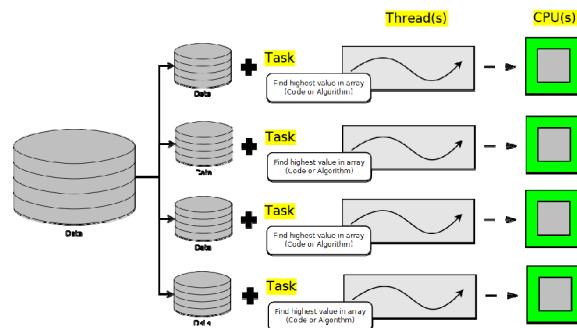 Thread(s) CPU(s)
Task
Find highest value in array
(Code or Algorithm)
Data
Task
Find highest value in array
(Code or Algorithm)
Data
Task
Find highest value in array
(Code or Algorithm)
Data
Data
Task
Find highest value in array
(Code or Algorithm)
Data